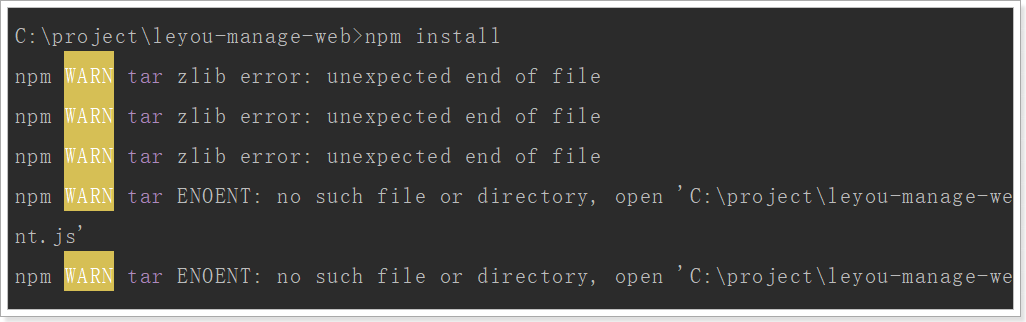 C:\project\leyou-manage-web>npm install
npm WARN tar zlib error: unexpected end of file
npm WARN tar zlib error: unexpected end of file
npm WARN tar zlib error: unexpected end of file
npm WARN tar ENOENT: no such file or directory, open 'C:\project\leyou-manage-we
nt.js'
npm WARN tar ENOENT: no such file or directory, open 'C:\project\leyou-manage-we